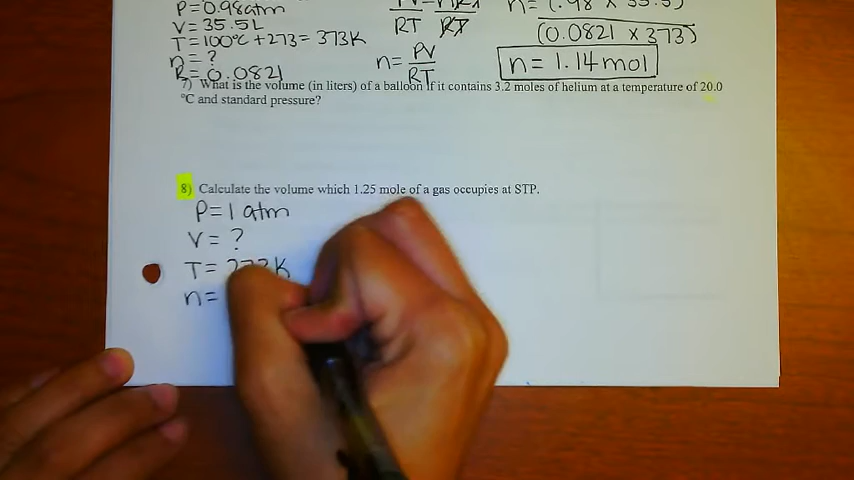 P=0.98atm
V=35.5L
T=100°C+273=373K
n=?
R=0.0821
RT RT
n= PV
RT
(0.0821 x 373)
n=1.14mol
7) What is the volume (in liters) of a balloon if it contains 3.2 moles of helium at a temperature of 20.0
°C and standard pressure?
8) Calculate the volume which 1.25 mole of a gas occupies at STP.
P=1 atm
V=?
T=273K
n=